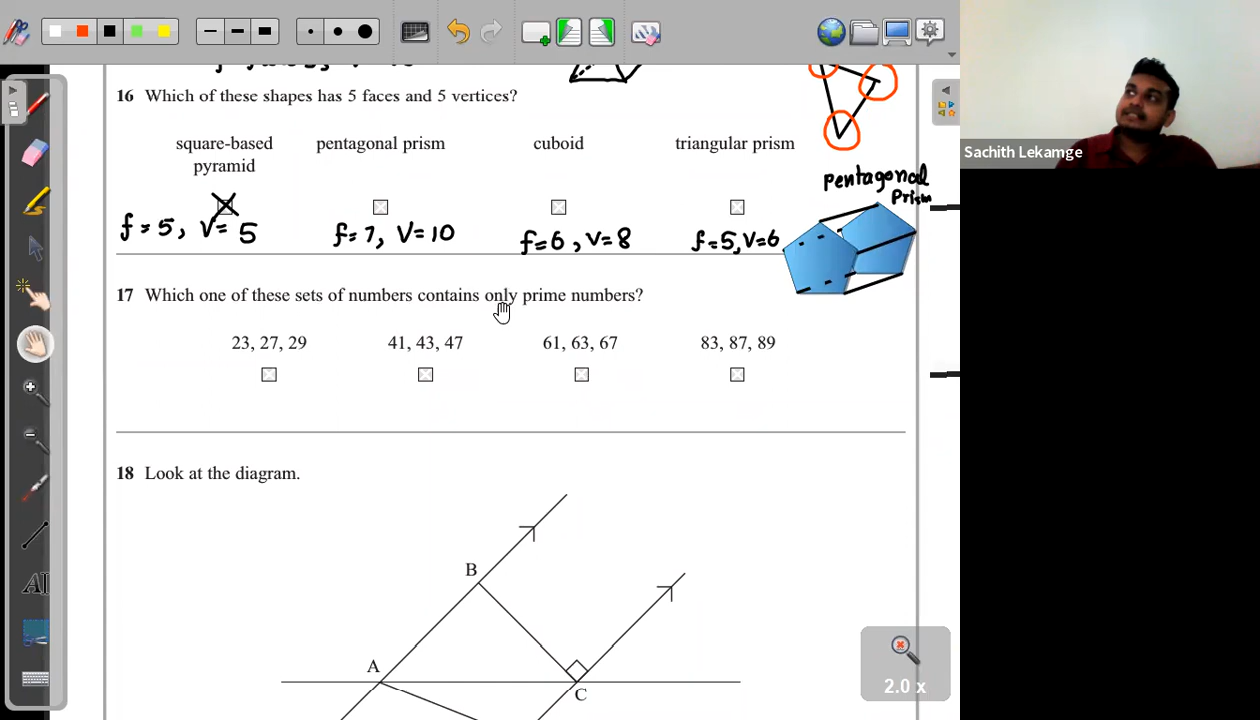 16 Which of these shapes has 5 faces and 5 vertices?
square-based pentagonal prism cuboid triangular prism
pyramid
f=5, V=5 f=7, V=10 f=6, V=8 f=5, V=6
pentagonal
Prism
17 Which one of these sets of numbers contains only prime numbers?
23, 27, 29 41, 43, 47 61, 63, 67 83, 87, 89
18 Look at the diagram.
B
A
C
AI
2.0 x
Sachith Lekamge